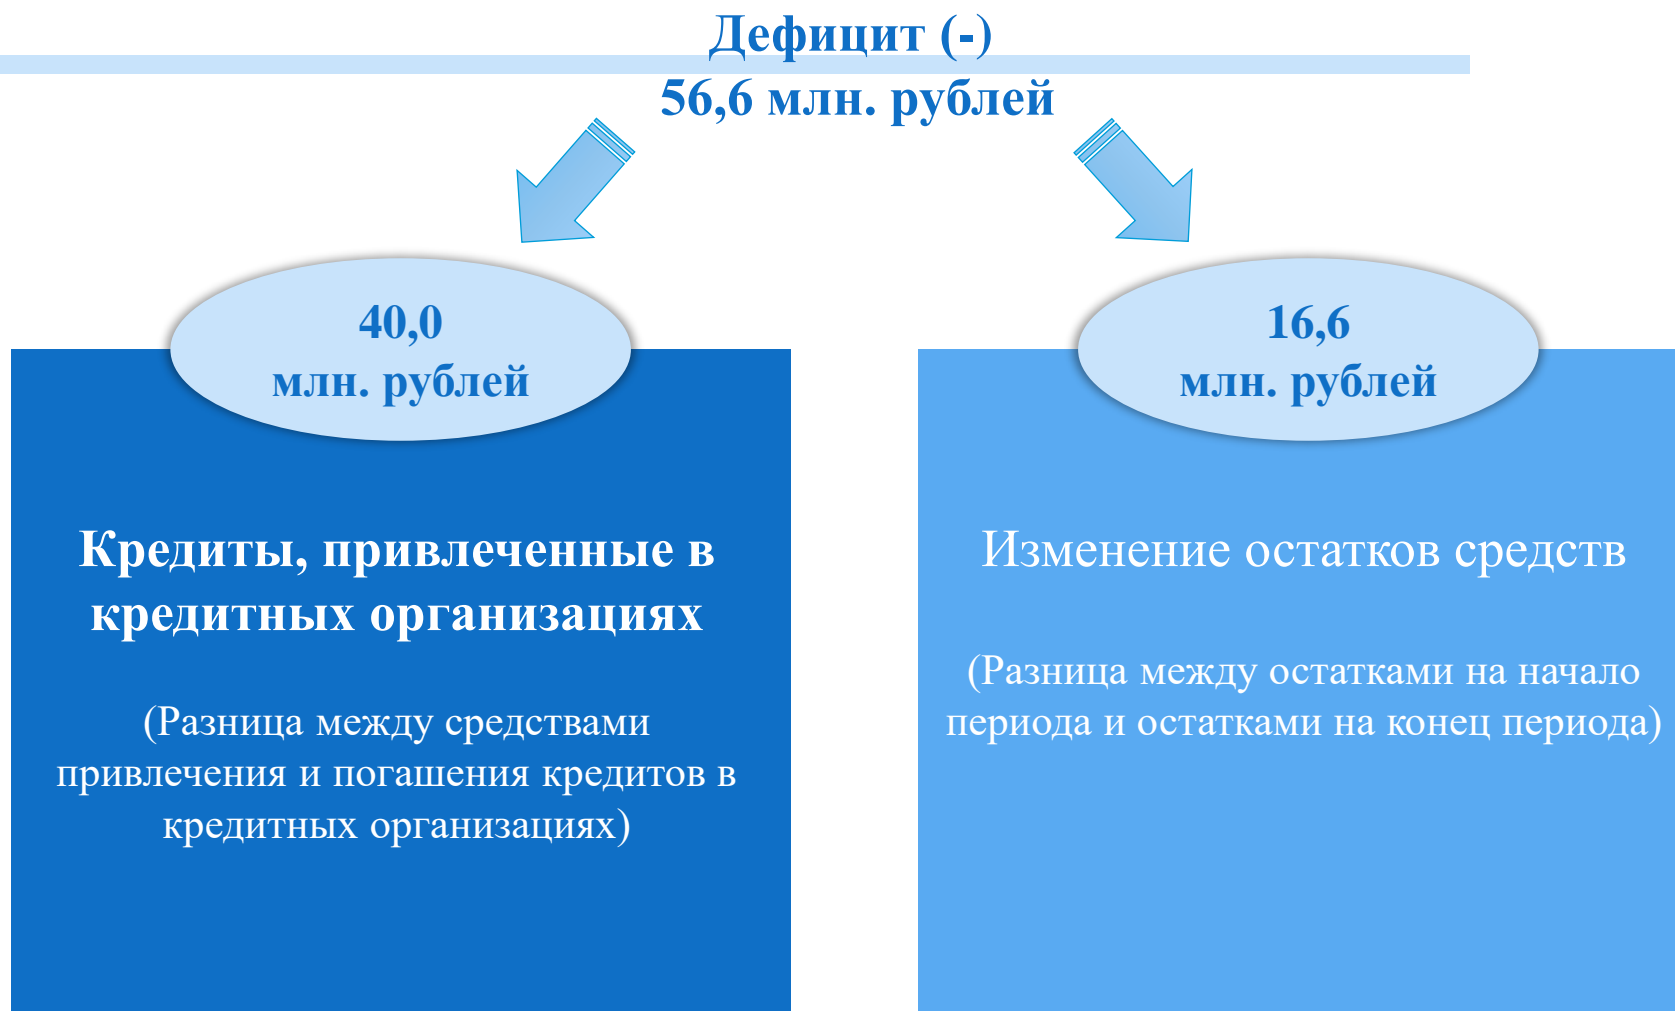 Дефицит (-)
56,6 млн. рублей
40,0
млн. рублей
Кредиты, привлеченные в
кредитных организациях
(Разница между средствами
привлечения и погашения кредитов в
кредитных организациях)
16,6
млн. рублей
Изменение остатков средств
(Разница между остатками на начало
периода и остатками на конец периода)